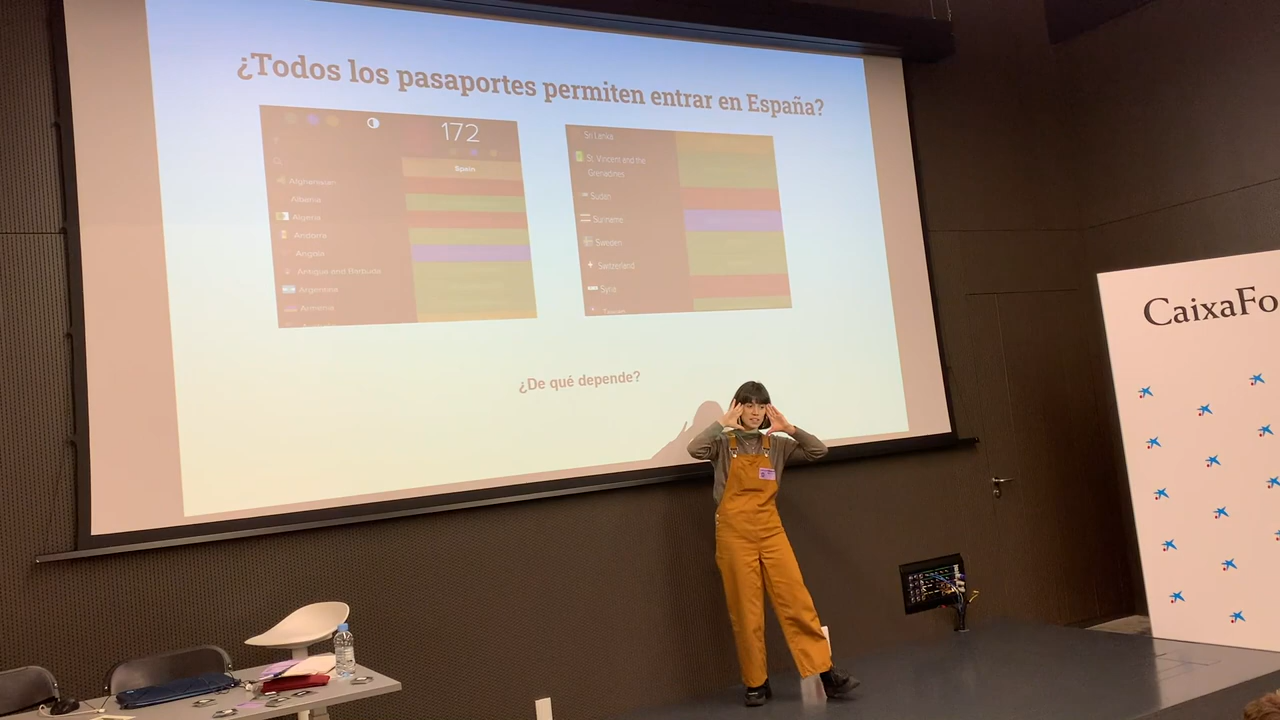 ¿Todos los pasaportes permiten entrar en España?
172
Spain
Afghanistan
Albania
Algeria
Andorra
Angola
Antigua and Barbuda
Argentina
Armenia
Sri Lanka
St. Vincent and the
Grenadines
Sudan
Suriname
Sweden
Switzerland
Syria
¿De qué depende?
CaixaFo